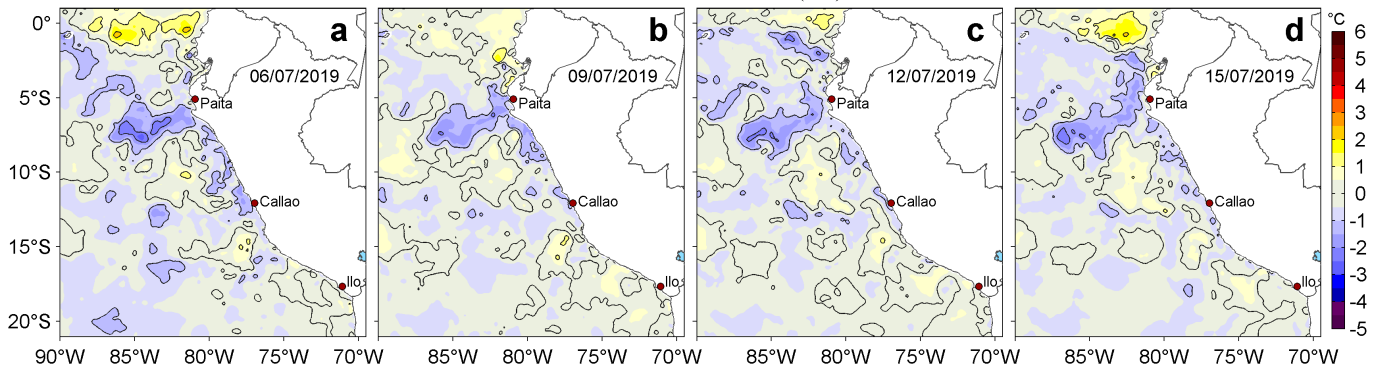 a b c d
°C
06/07/2019 09/07/2019 12/07/2019 15/07/2019
Paita Paita Paita Paita
Callao Callao Callao Callao
Ilo Ilo Ilo Ilo
0°
5°S
10°S
15°S
20°S
90°W 85°W 80°W 75°W 70°W 85°W 80°W 75°W 70°W 85°W 80°W 75°W 70°W 85°W 80°W 75°W 70°W
6
5
4
3
2
1
0
-1
-2
-3
-4
-5